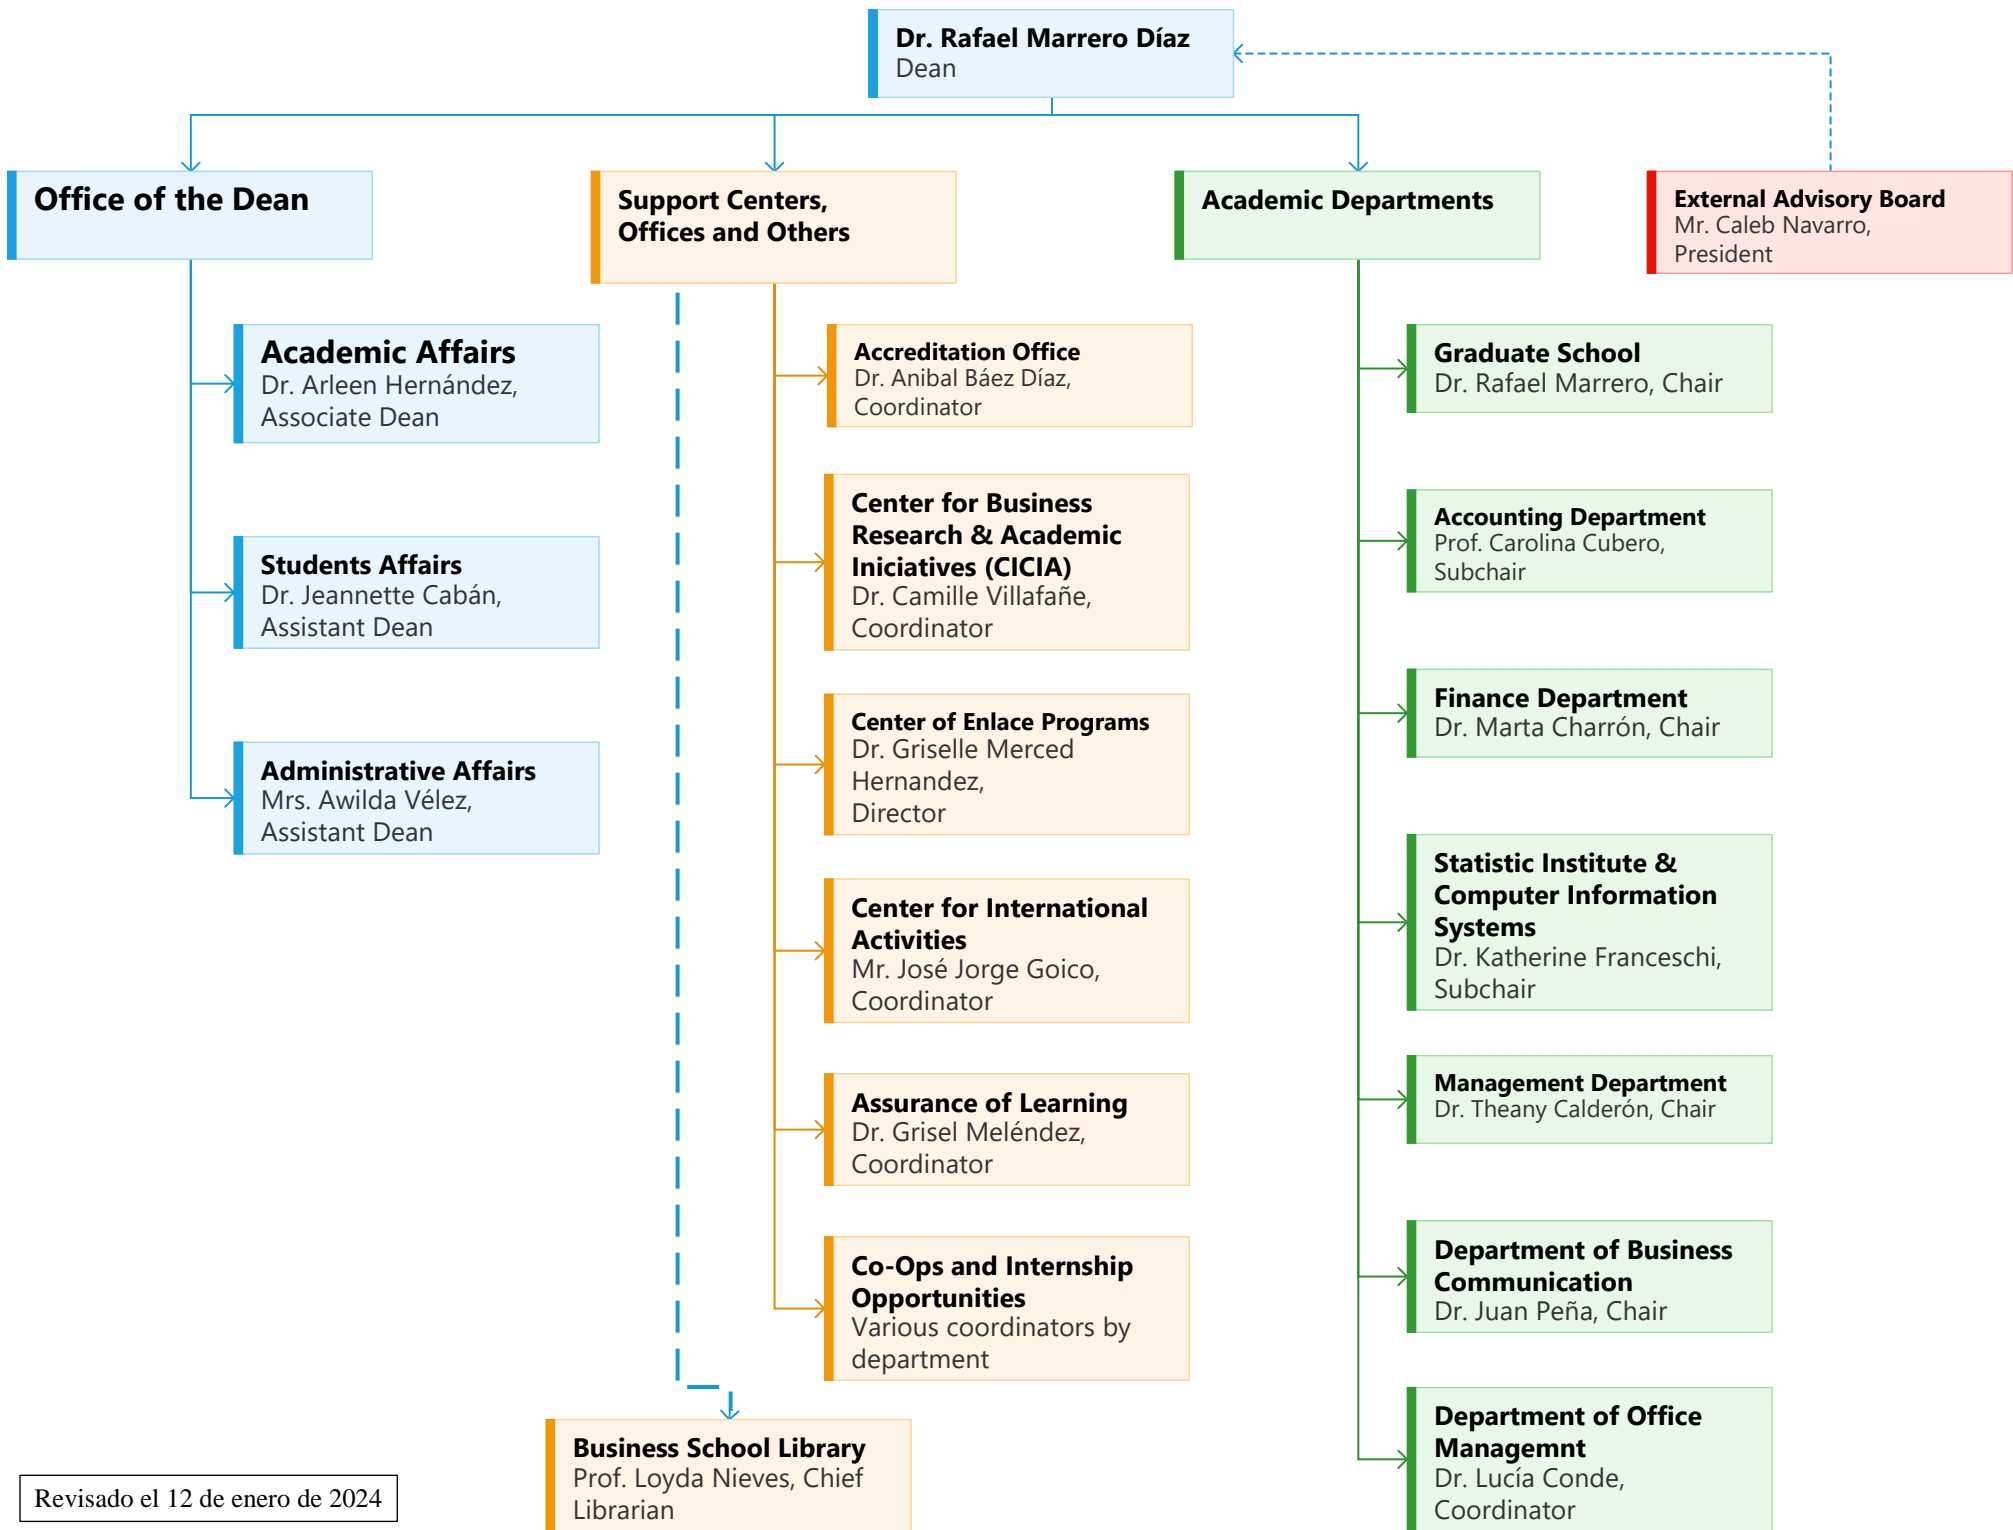 Dr. Rafael Marrero Díaz
Dean
Office of the Dean
Support Centers,
Offices and Others
Academic Departments
External Advisory Board
Mr. Caleb Navarro,
President
Academic Affairs
Dr. Arleen Hernández,
Associate Dean
Students Affairs
Dr. Jeannette Cabán,
Assistant Dean
Administrative Affairs
Mrs. Awilda Vélez,
Assistant Dean
Accreditation Office
Dr. Anibal Báez Díaz,
Coordinator
Center for Business
Research & Academic
Iniciatives (CICIA)
Dr. Camille Villafañe,
Coordinator
Center of Enlace Programs
Dr. Griselle Merced
Hernandez,
Director
Center for International
Activities
Mr. José Jorge Goico,
Coordinator
Assurance of Learning
Dr. Grisel Meléndez,
Coordinator
Co-Ops and Internship
Opportunities
Various coordinators by
department
Business School Library
Prof. Loyda Nieves, Chief
Librarian
Graduate School
Dr. Rafael Marrero, Chair
Accounting Department
Prof. Carolina Cubero,
Subchair
Finance Department
Dr. Marta Charrón, Chair
Statistic Institute &
Computer Information
Systems
Dr. Katherine Franceschi,
Subchair
Management Department
Dr. Theany Calderón, Chair
Department of Business
Communication
Dr. Juan Peña, Chair
Department of Office
Managemnt
Dr. Lucía Conde,
Coordinator
Revisado el 12 de enero de 2024